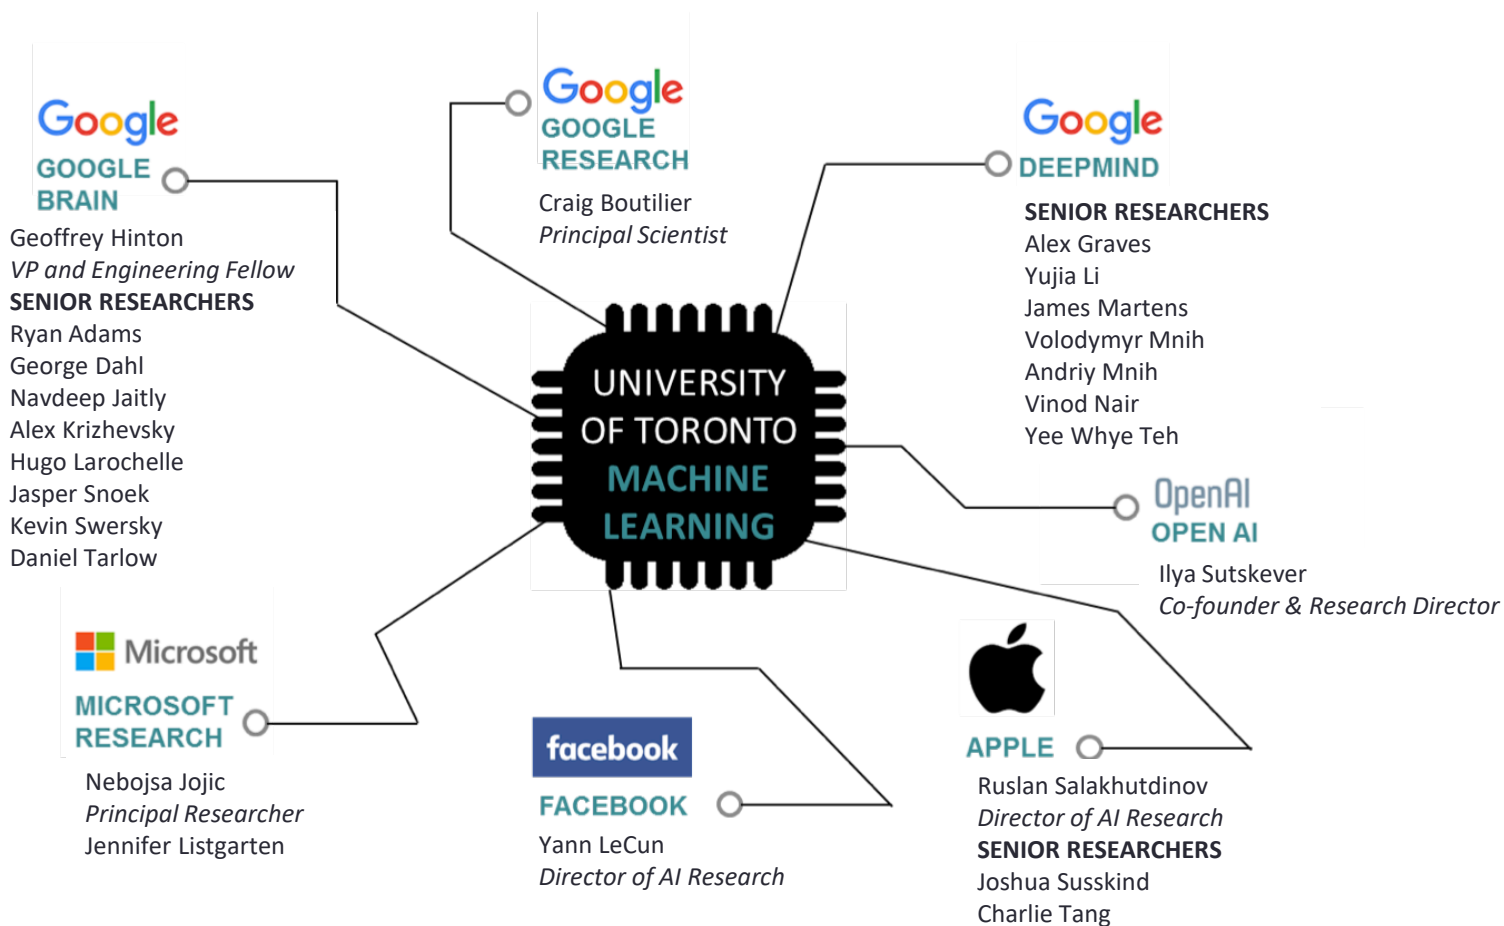 Google
GOOGLE
BRAIN
Geoffrey Hinton
VP and Engineering Fellow
SENIOR RESEARCHERS
Ryan Adams
George Dahl
Navdeep Jaitly
Alex Krizhevsky
Hugo Larochelle
Jasper Snoek
Kevin Swersky
Daniel Tarlow
Google
GOOGLE
RESEARCH
Craig Boutilier
Principal Scientist
Google
DEEPMIND
SENIOR RESEARCHERS
Alex Graves
Yujia Li
James Martens
Volodymyr Mnih
Andriy Mnih
Vinod Nair
Yee Whye Teh
UNIVERSITY
OF TORONTO
MACHINE
LEARNING
OpenAI
OPEN AI
Ilya Sutskever
Co-founder & Research Director
Microsoft
MICROSOFT
RESEARCH
Nebojsa Jojic
Principal Researcher
Jennifer Listgarten
facebook
FACEBOOK
Yann LeCun
Director of AI Research
APPLE
Ruslan Salakhutdinov
Director of AI Research
SENIOR RESEARCHERS
Joshua Susskind
Charlie Tang